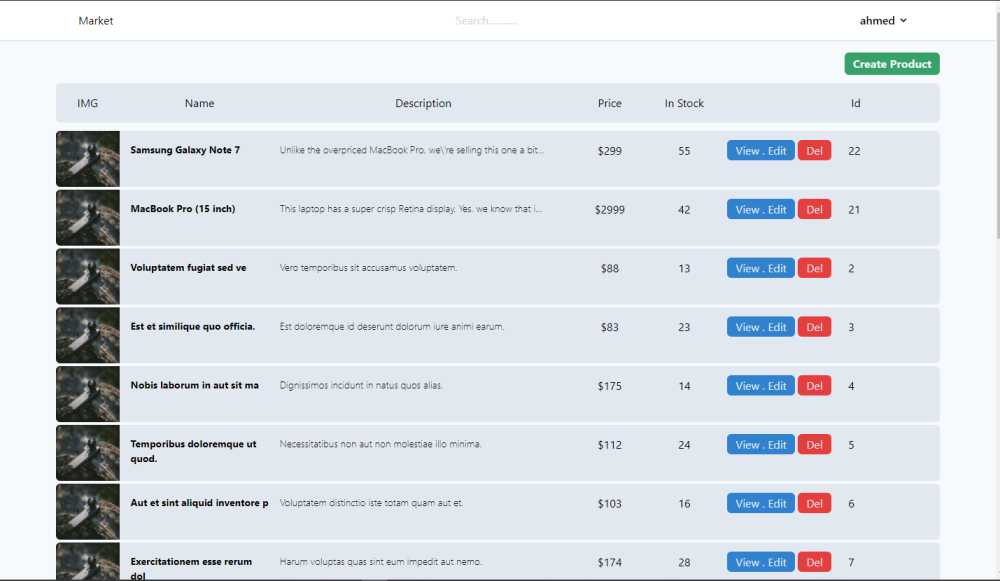 Market Search........... ahmed
Create Product
IMG Name Description Price In Stock Id
Samsung Galaxy Note 7 Unlike the overpriced MacBook Pro, we\'re selling this one a bit... $299 55 View . Edit Del 22
MacBook Pro (15 inch) This laptop has a super crisp Retina display. Yes, we know that i... $2999 42 View . Edit Del 21
Voluptatem fugiat sed ve Vero temporibus sit accusamus voluptatem. $88 13 View . Edit Del 2
Est et similique quo officia. Est doloremque id deserunt dolorum iure animi earum. $83 23 View . Edit Del 3
Nobis laborum in aut sit ma Dignissimos incidunt in natus quos alias. $175 14 View . Edit Del 4
Temporibus doloremque ut Necessitatibus non aut non molestiae illo minima. $112 24 View . Edit Del 5
quod.
Aut et sint aliquid inventore p Voluptatem distinctio iste totam quam aut et. $103 16 View . Edit Del 6
Exercitationem esse rerum Harum voluptas quas sint eum impedit aut nemo. $174 28 View . Edit Del 7
dol